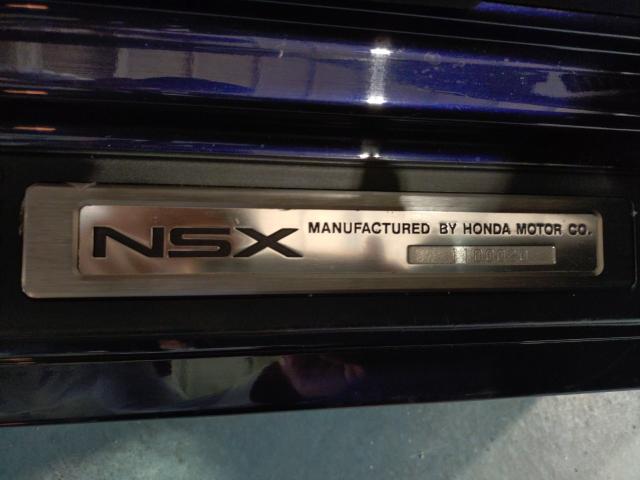 NSX
MANUFACTURED BY HONDA MOTOR CO.